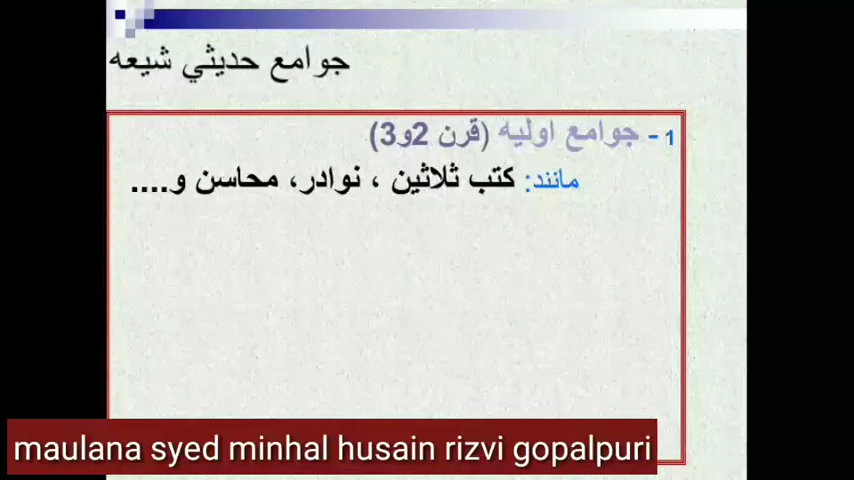 جوامع حديثي شيعه
1- جوامع اوليه (قرن 2و3)
مانند: كتب ثلاثين ، نوادر، محاسن و....
maulana syed minhal husain rizvi gopalpuri